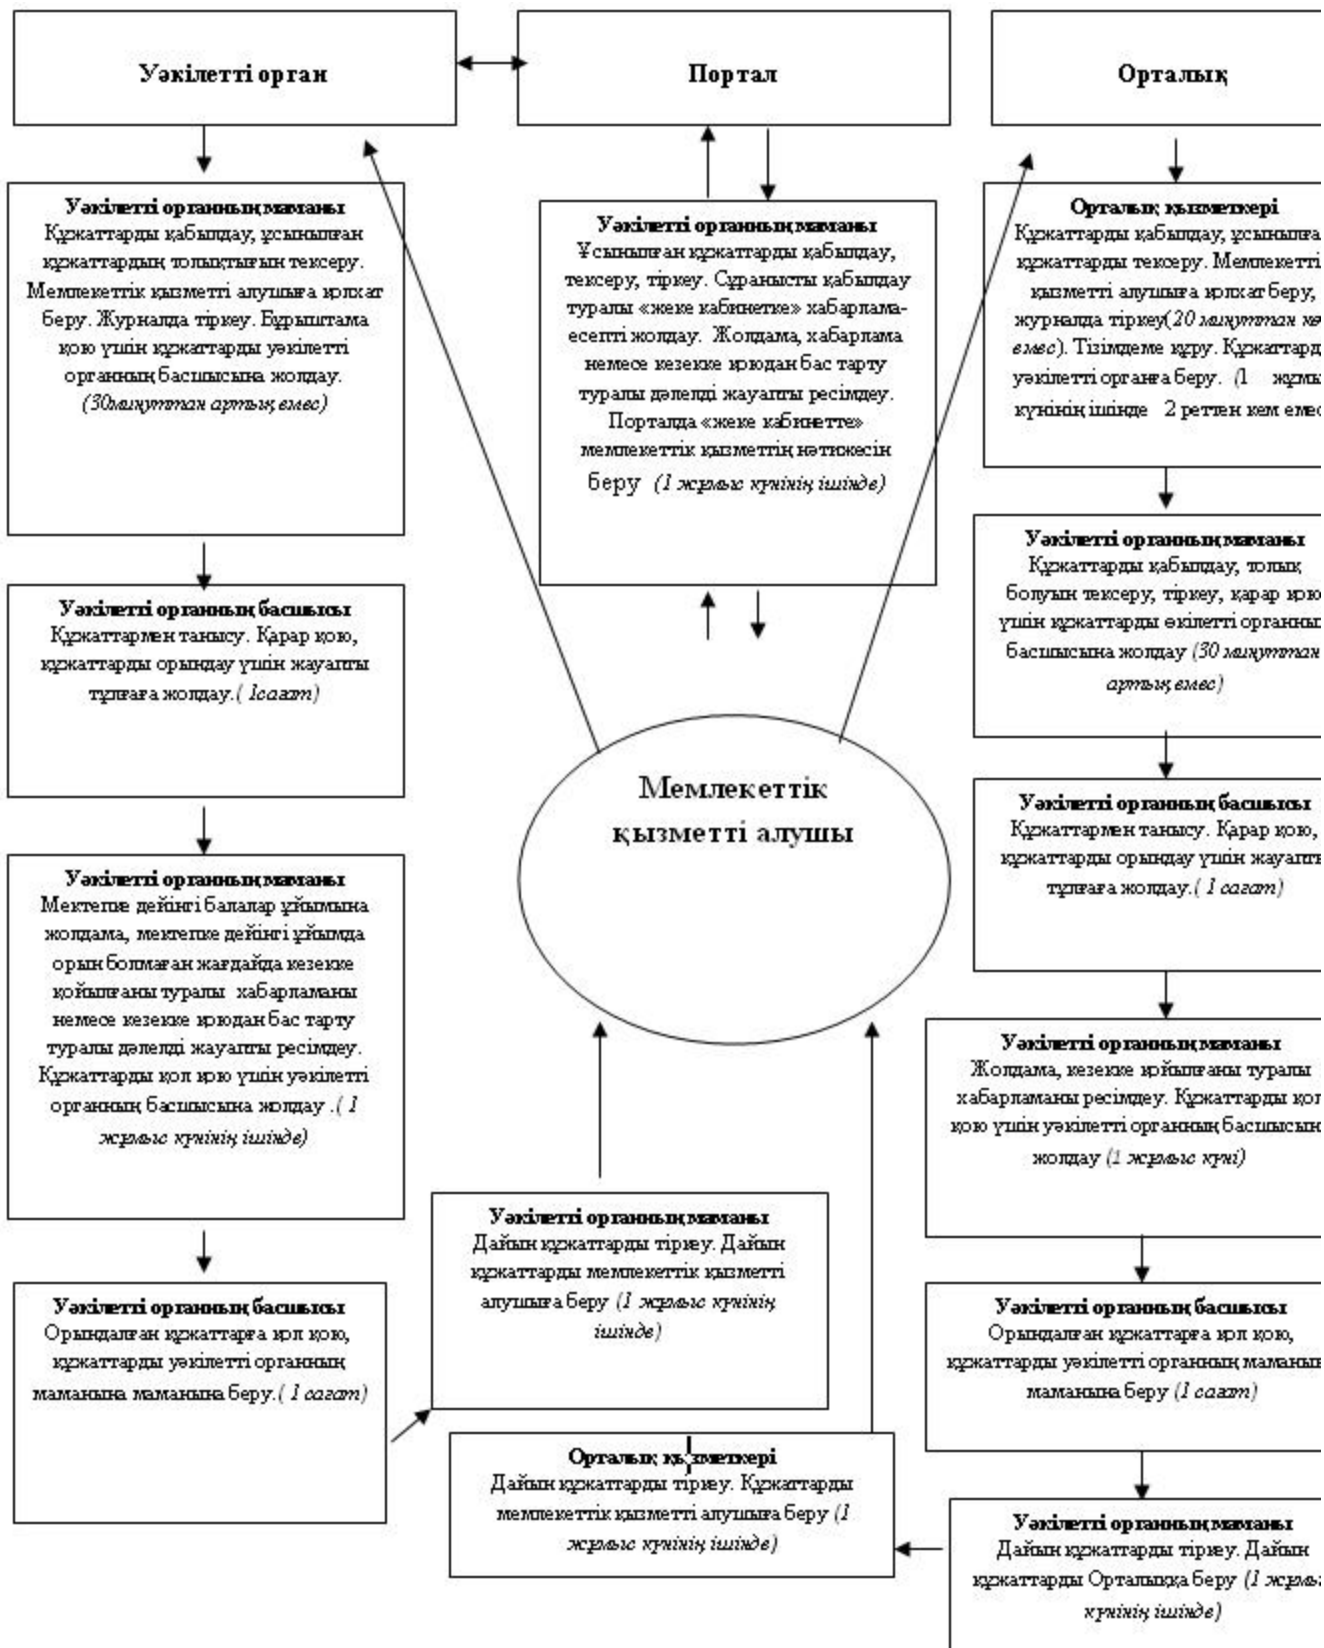 Уәкілетті орган
Портал
Орталық
Уәкілетті органның маманы
Құжаттарды қабылдау, ұсынылған
құжаттардың толықтығын тексеру.
Мемлекеттік қызметті алушыға қолхат
беру. Журналда тіркеу. Бұрыштама
қою үшін құжаттарды уәкілетті
органның басшысына жолдау.
(30минуттан артық емес)
Уәкілетті органның басшысы
Құжаттармен танысу. Қарар қою,
құжаттарды орындау үшін жауапты
тұлғаға жолдау.( 1сағат)
Уәкілетті органның маманы
Мектепке дейінгі балалар ұйымына
жолдама, мектепке дейінгі ұйымда
орын болмаған жағдайда кезекке
қойылғаны туралы хабарламаны
немесе кезекке қоюдан бас тарту
туралы дәлелді жауапты ресімдеу.
Құжаттарды қол қою үшін уәкілетті
органның басшысына жолдау .( 1
жұмыс күнінің ішінде)
Уәкілетті органның басшысы
Орындалған құжаттарға қол қою,
құжаттарды уәкілетті органның
маманына маманына беру.( 1 сағат)
Уәкілетті органның маманы
Ұсынылған құжаттарды қабылдау,
тексеру, тіркеу. Сұранысты қабылдау
туралы «жеке кабинетке» хабарлама-
есепті жолдау. Жолдама, хабарлама
немесе кезекке қоюдан бас тарту
туралы дәлелді жауапты ресімдеу.
Порталда «жеке кабинетте»
мемлекеттік қызметтің нәтижесін
беру (1 жұмыс күнінің ішінде)
Мемлекеттік
қызметті алушы
Уәкілетті органның маманы
Дайын құжаттарды тіркеу. Дайын
құжаттарды мемлекеттік қызметті
алушыға беру (1 жұмыс күнінің
ішінде)
Орталық қызметкері
Дайын құжаттарды тіркеу. Құжаттарды
мемлекеттік қызметті алушыға беру (1
жұмыс күнінің ішінде)
Орталық қызметкері
Құжаттарды қабылдау, ұсынылға
құжаттарды тексеру. Мемлекетті
қызметті алушыға қолхат беру,
журналда тіркеу(20 минуттан
емес). Тізімдеме құру. Құжаттард
уәкілетті органға беру. (1 жұмы
күнінің ішінде 2 реттен кем емес
Уәкілетті органның маманы
Құжаттарды қабылдау, толық
болуын тексеру, тіркеу, қарар қою
үшін құжаттарды өкілетті органны
басшысына жолдау (30 минуттан
артық емес)
Уәкілетті органның басшысы
Құжаттармен танысу. Қарар қою,
құжаттарды орындау үшін жауапты
тұлғаға жолдау.( 1 сағат)
Уәкілетті органның маманы
Жолдама, кезекке қойылғаны туралы
хабарламаны ресімдеу. Құжаттарды қол
қою үшін уәкілетті органның басшысын
жолдау (1 жұмыс күні)
Уәкілетті органның басшысы
Орындалған құжаттарға қол қою,
құжаттарды уәкілетті органның маманын
маманына беру (1 сағат)
Уәкілетті органның маманы
Дайын құжаттарды тіркеу. Дайын
құжаттарды Орталыққа беру (1 жұмыс
күнінің ішінде)